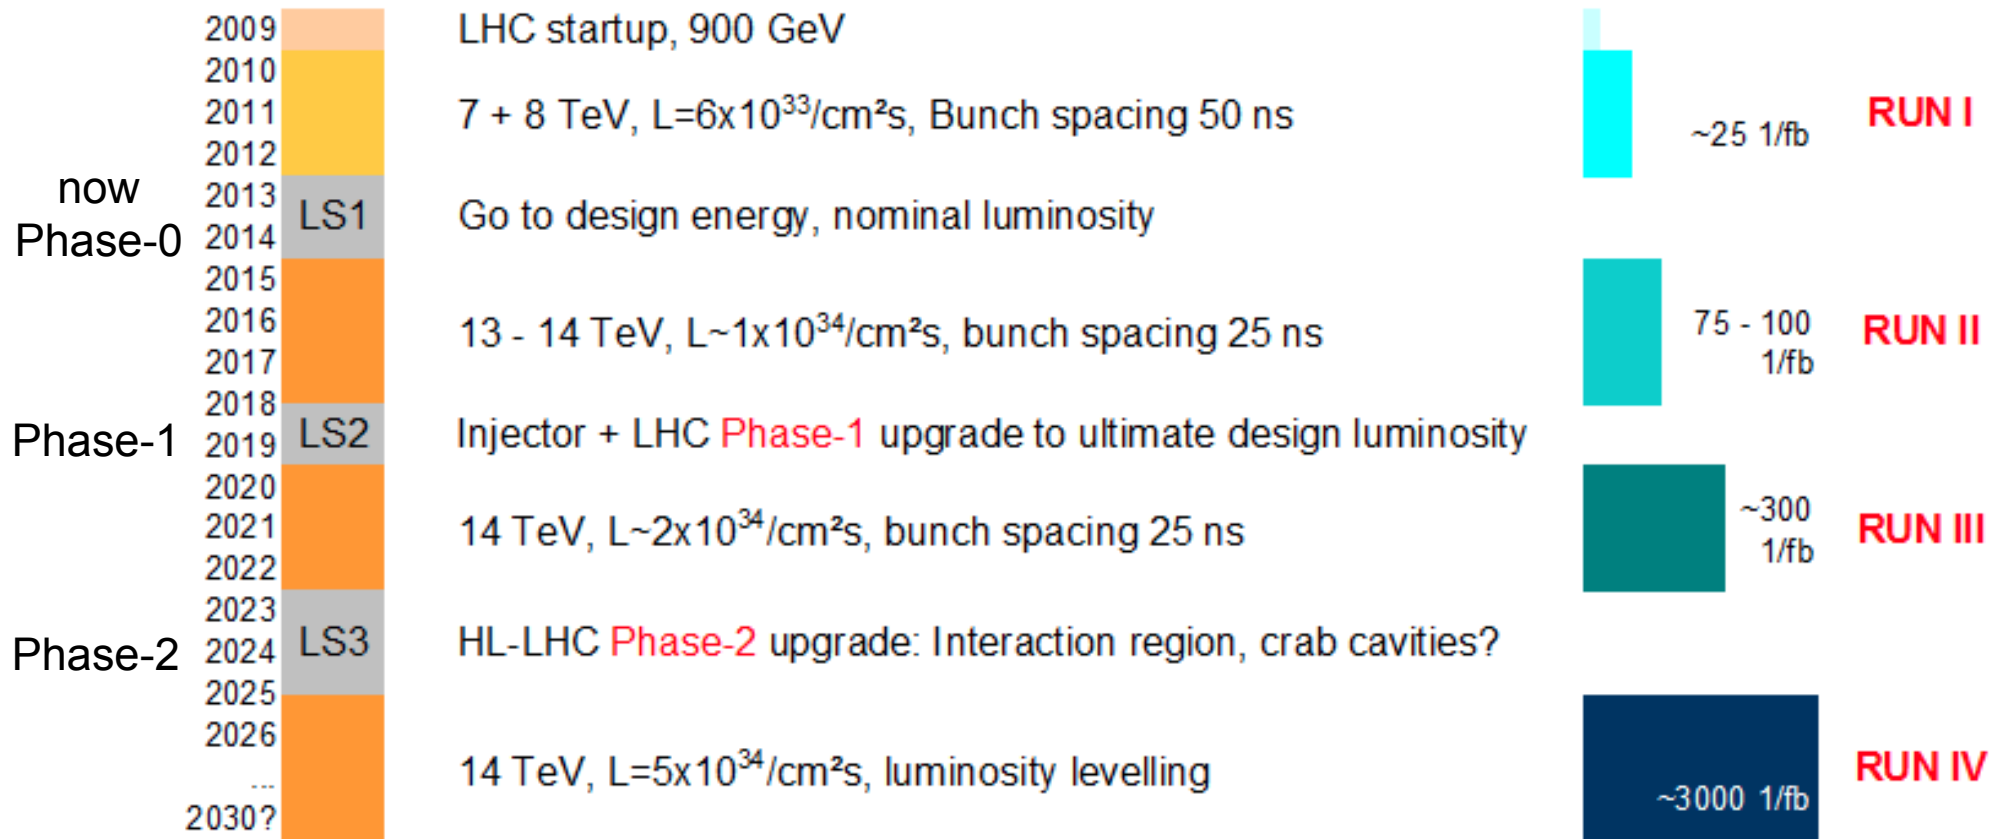 2009 LHC startup, 900 GeV
2010
2011 7 + 8 TeV, L=6x10³³/cm²s, Bunch spacing 50 ns ~25 1/fb RUN I
2012
now 2013
Phase-0 2014 LS1 Go to design energy, nominal luminosity
2015
2016 13 - 14 TeV, L~1x10³⁴/cm²s, bunch spacing 25 ns 75 - 100 RUN II
2017 1/fb
2018
Phase-1 2019 LS2 Injector + LHC Phase-1 upgrade to ultimate design luminosity
2020 ~300
2021 14 TeV, L~2x10³⁴/cm²s, bunch spacing 25 ns 1/fb RUN III
2022
2023
Phase-2 2024 LS3 HL-LHC Phase-2 upgrade: Interaction region, crab cavities?
2025
2026
... 14 TeV, L=5x10³⁴/cm²s, luminosity levelling RUN IV
2030? ~3000 1/fb